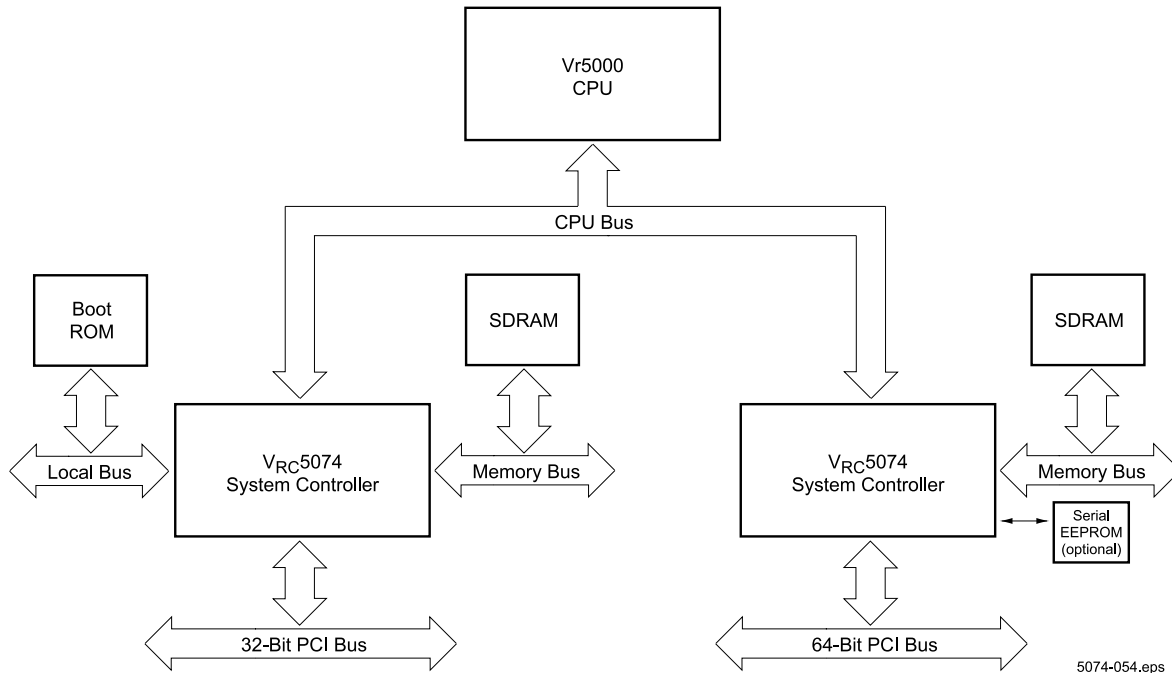 Vr5000
CPU
CPU Bus
Boot
ROM
SDRAM
SDRAM
Local Bus
VRC5074
System Controller
Memory Bus
VRC5074
System Controller
Memory Bus
Serial
EEPROM
(optional)
32-Bit PCI Bus
64-Bit PCI Bus
5074-054.eps